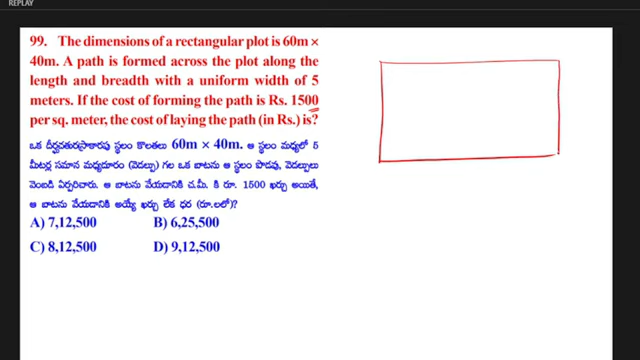 REPLAY
99. The dimensions of a rectangular plot is 60m ×
40m. A path is formed across the plot along the
length and breadth with a uniform width of 5
meters. If the cost of forming the path is Rs. 1500
per sq. meter, the cost of laying the path (in Rs.) is?
ఒక దీర్ఘచతురస్రాకారపు స్థలం కొలతలు 60m × 40m. ఆ స్థలం మధ్యలో 5
మీటర్ల సమాన మధ్యదూరం (వెడల్పు) గల ఒక బాటను ఆ స్థలం పొడవు, వెడల్పులు
వెంబడి ఏర్పరిచారు. ఆ బాటను వేయడానికి చ.మీ. కి రూ. 1500 ఖర్చు అయితే,
ఆ బాటను వేయడానికి అయ్యే ఖర్చు లేక ధర (రూ.లలో)?
A) 7,12,500 B) 6,25,500
C) 8,12,500 D) 9,12,500